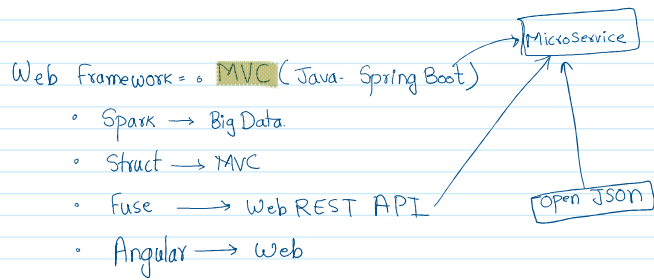 MicroService
Web Framework = • MVC (Java - Spring Boot)
• Spark → Big Data.
• Struct → MVC
• Fuse → Web REST API
Open JSON
• Angular → Web